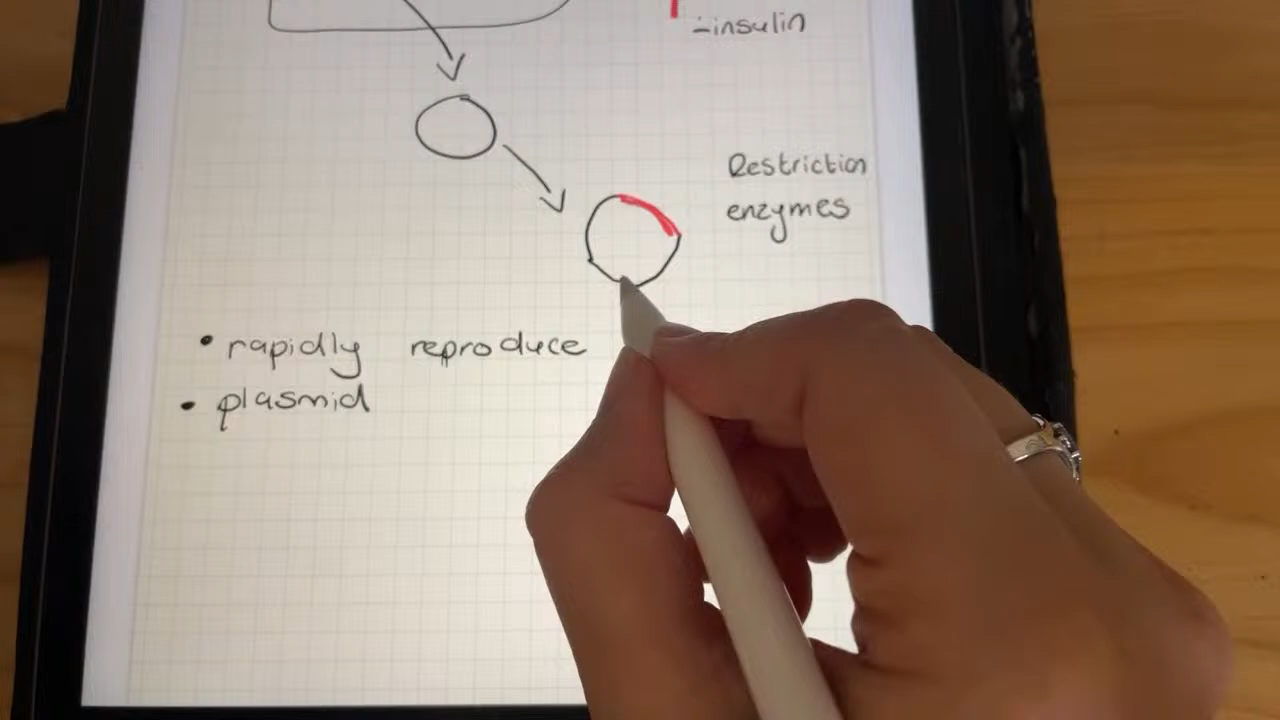 -insulin
Restriction
enzymes
• rapidly reproduce
• plasmid